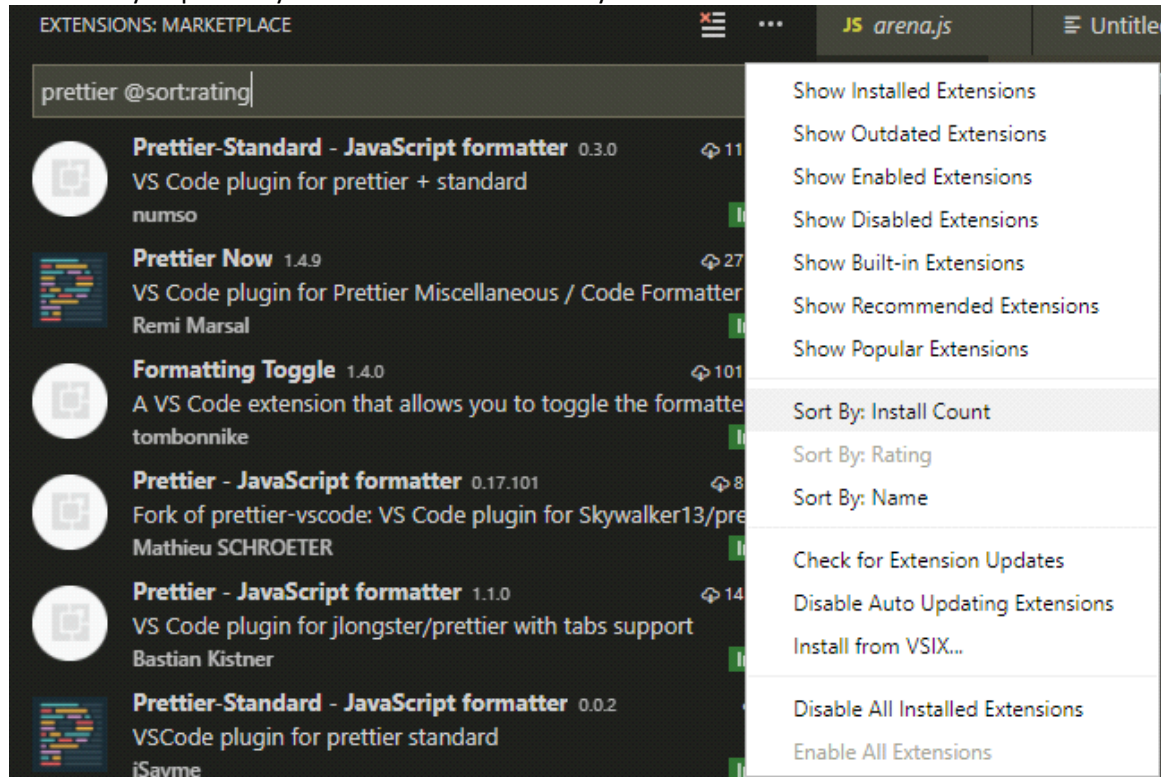 EXTENSIONS: MARKETPLACE
JS arena.js
prettier @sort:rating
Prettier-Standard - JavaScript formatter 0.3.0 11
VS Code plugin for prettier + standard
numso
Prettier Now 1.4.9 27
VS Code plugin for Prettier Miscellaneous / Code Formatter
Remi Marsal
Formatting Toggle 1.4.0 101
A VS Code extension that allows you to toggle the
tombonnike
Prettier - JavaScript formatter 0.17.101 8
Fork of prettier-vscode: VS Code plugin for
Mathieu SCHROETER
Prettier - JavaScript formatter 1.1.0 14
VS Code plugin for jlongster/prettier with tabs support
Bastian Kistner
Prettier-Standard - JavaScript formatter 0.0.2
VSCode plugin for prettier standard
iSayme
Show Installed Extensions
Show Outdated Extensions
Show Enabled Extensions
Show Disabled Extensions
Show Built-in Extensions
Show Recommended Extensions
Show Popular Extensions
Sort By: Install Count
Sort By: Rating
Sort By: Name
Check for Extension Updates
Disable Auto Updating Extensions
Install from VSIX...
Disable All Installed Extensions
Enable All Extensions